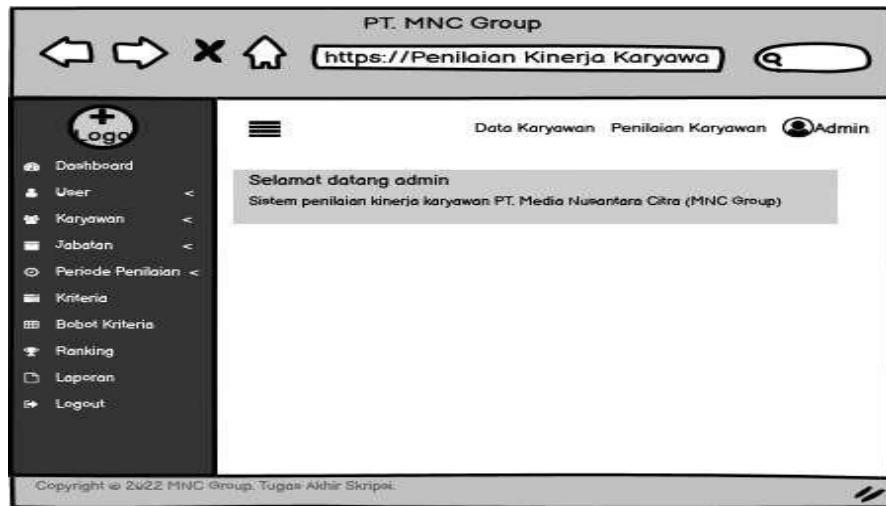 PT. MNC Group
https://Penilaian Kinerja Karyawa
Logo
Data Karyawan Penilaian Karyawan Admin
Dashboard
User <
Karyawan <
Jabatan <
Periode Penilaian <
Kriteria
Bobot Kriteria
Ranking
Laporan
Logout
Selamat datang admin
Sistem penilaian kinerja karyawan PT. Media Nusantara Citra (MNC Group)
Copyright © 2022 MNC Group. Tugas Akhir Skripsi.